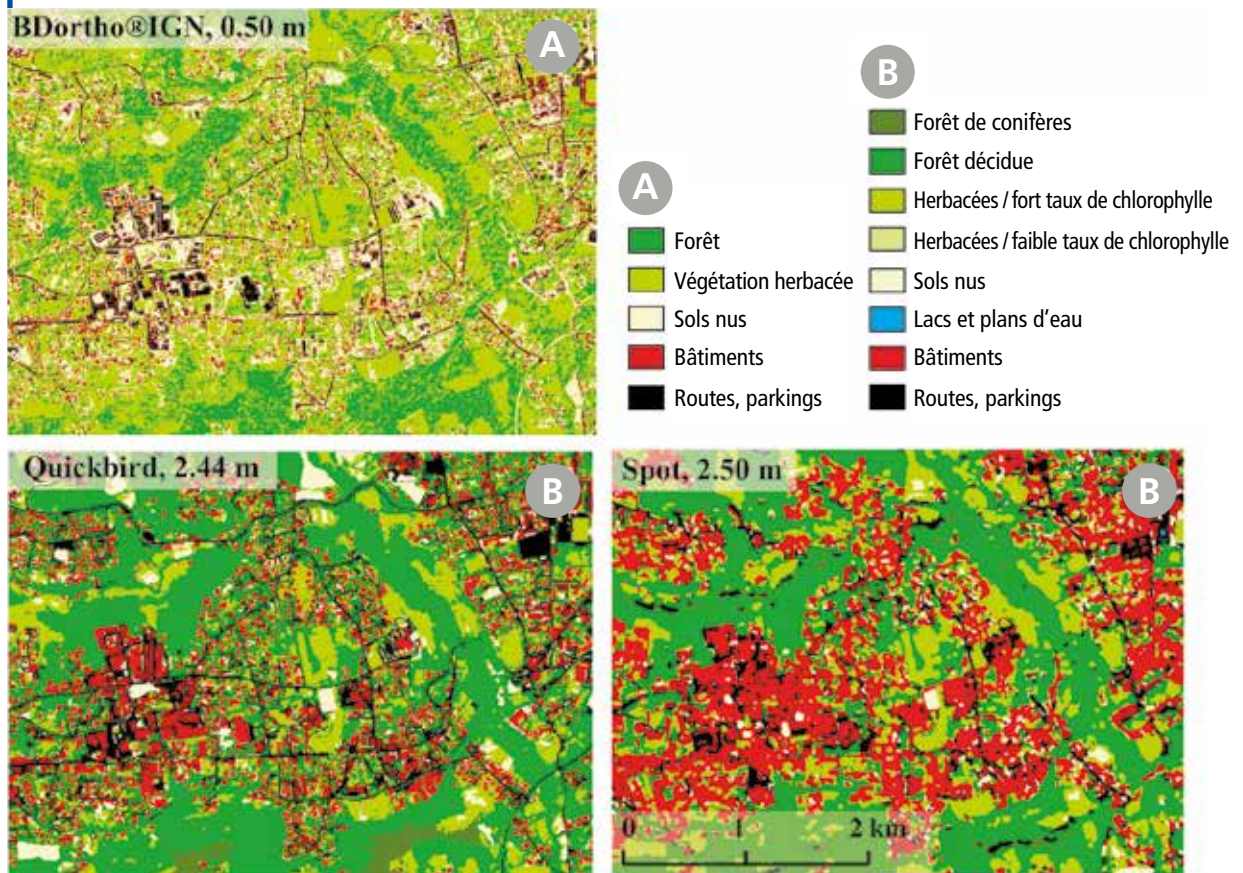 BDortho®IGN, 0.50 m
A
B
Forêt de conifères
Forêt décidue
Herbacées / fort taux de chlorophylle
Herbacées / faible taux de chlorophylle
Sols nus
Lacs et plans d'eau
Bâtiments
Routes, parkings
A
Forêt
Végétation herbacée
Sols nus
Bâtiments
Routes, parkings
Quickbird, 2.44 m
B
Spot, 2.50 m
B
0 1 2 km